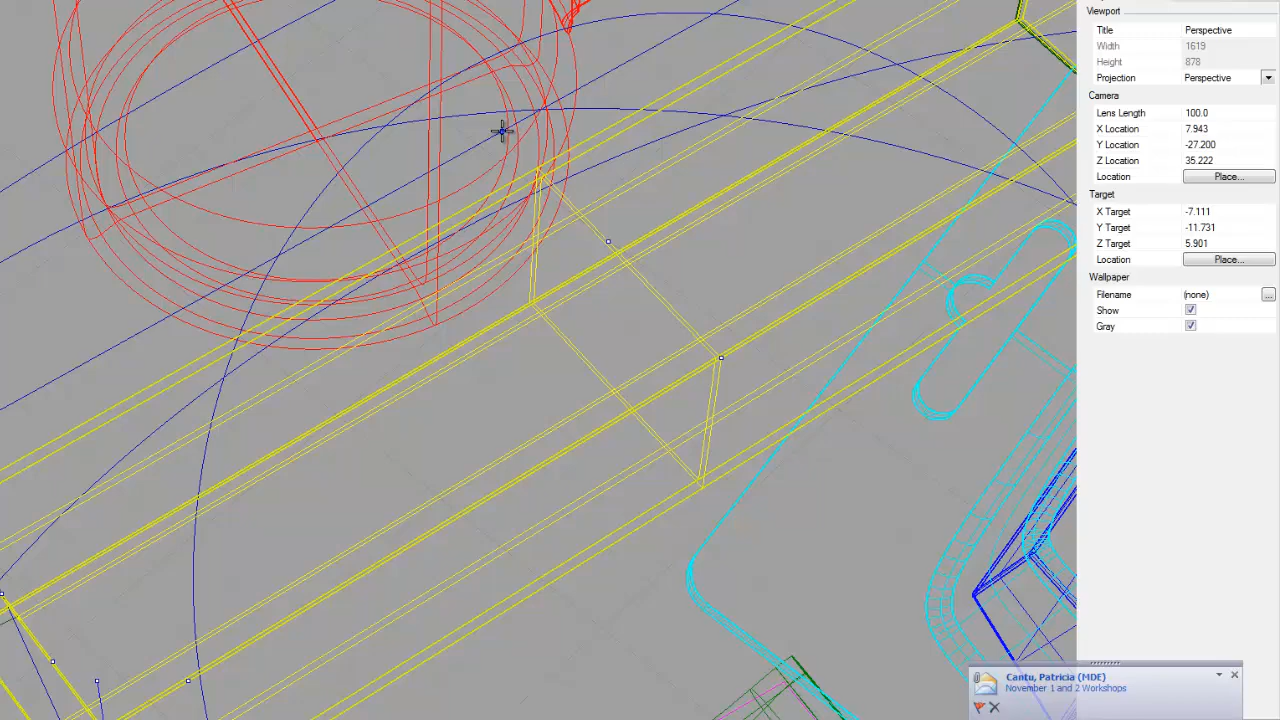 Viewport
Title Perspective
Width 1619
Height 878
Projection Perspective
Camera
Lens Length 100.0
X Location 7.943
Y Location -27.200
Z Location 35.222
Location Place...
Target
X Target -7.111
Y Target -11.731
Z Target 5.901
Location Place...
Wallpaper
Filename (none) ...
Show
Gray
Cantu, Patricia (MDE)
November 1 and 2 Workshops